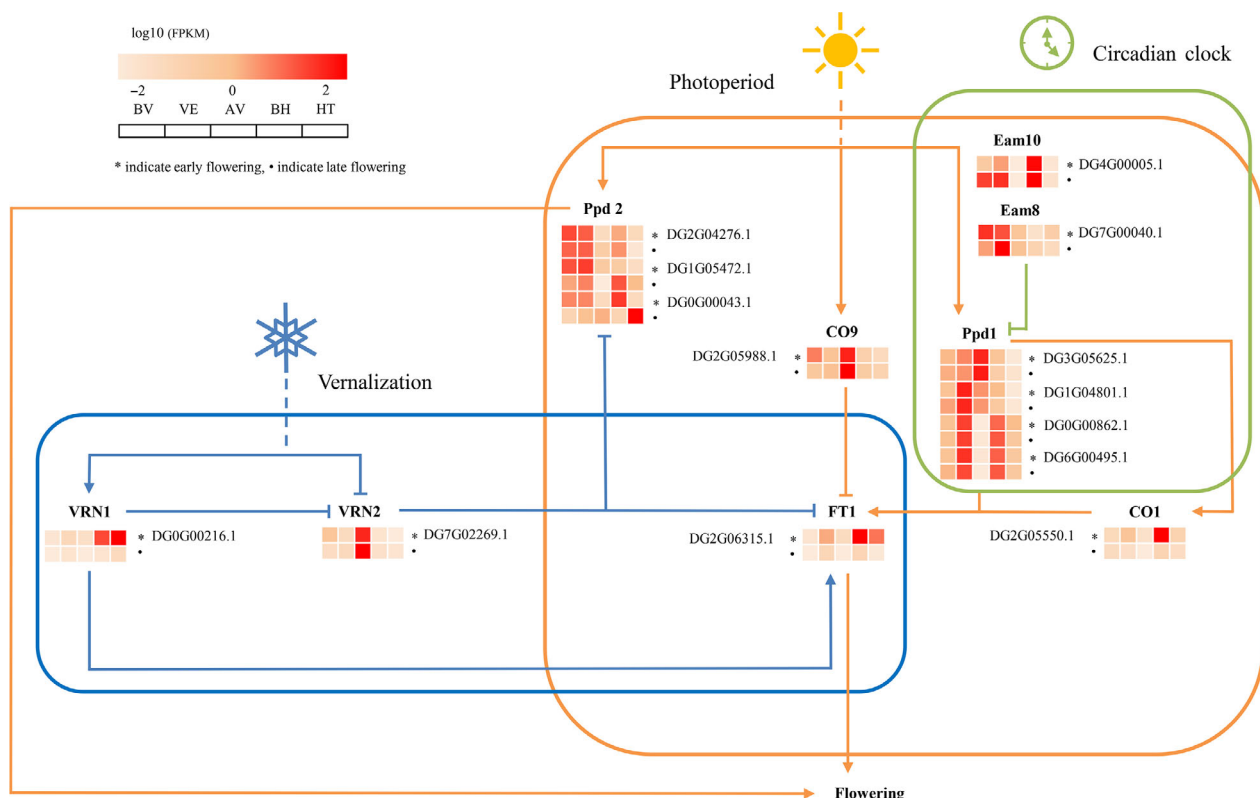 log10 (FPKM)
−2 0 2
BV VE AV BH HT
* indicate early flowering, • indicate late flowering
Photoperiod
Circadian clock
Eam10
* DG4G00005.1
•
Eam8
* DG7G00040.1
•
Ppd 2
* DG2G04276.1
•
* DG1G05472.1
•
* DG0G00043.1
•
CO9
DG2G05988.1 *
•
Ppd1
* DG3G05625.1
•
* DG1G04801.1
•
* DG0G00862.1
•
* DG6G00495.1
•
Vernalization
VRN1
* DG0G00216.1
•
VRN2
* DG7G02269.1
•
FT1
DG2G06315.1 *
•
CO1
DG2G05550.1 *
•
Flowering